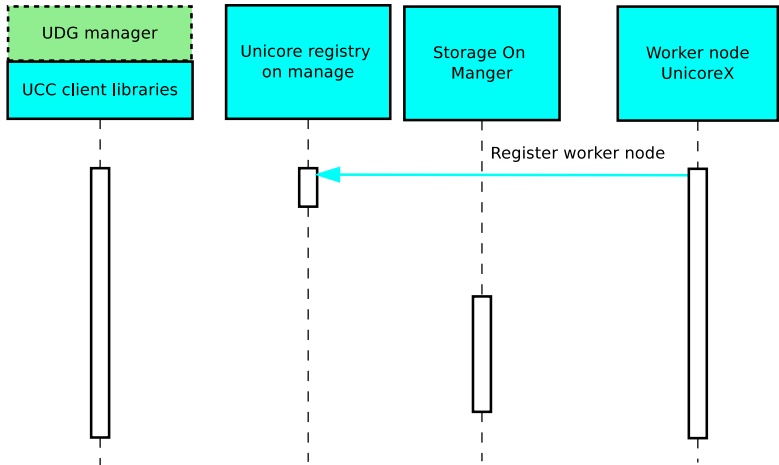 UDG manager
UCC client libraries
Unicore registry
on manage
Storage On
Manger
Worker node
UnicoreX
Register worker node